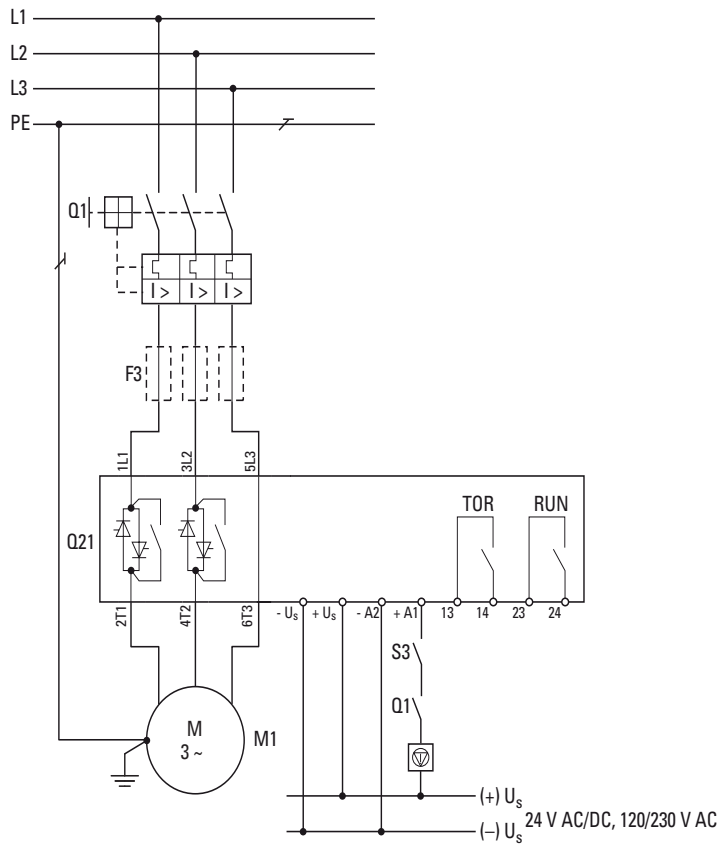 L1
L2
L3
PE
Q1
I > I > I >
F3
1L1 3L2 5L3
TOR RUN
Q21
2T1 4T2 6T3 - Us + Us - A2 + A1 13 14 23 24
S3
Q1
M
3 ~
M1
(+) Us
(–) Us
24 V AC/DC, 120/230 V AC